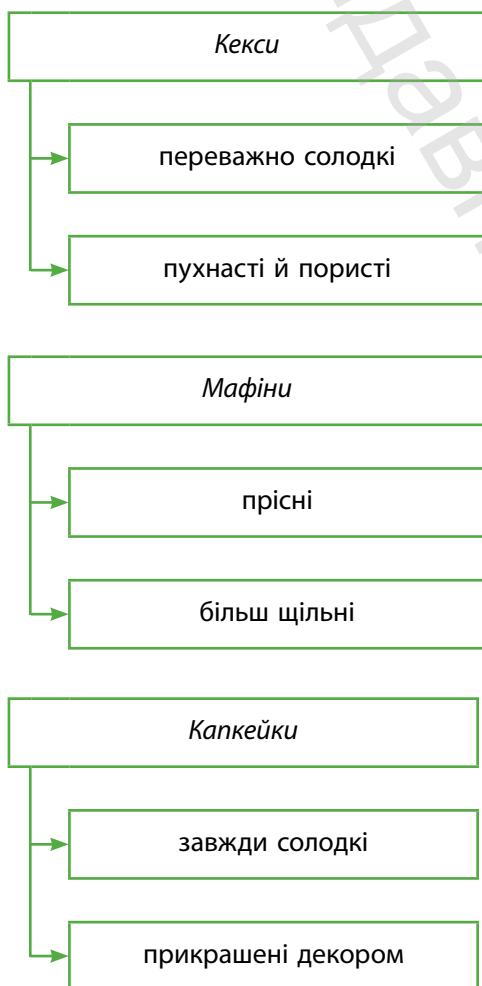 Кекси
переважно солодкі
пухнасті й пористі
Мафіни
прісні
більш щільні
Капкейки
завжди солодкі
прикрашені декором